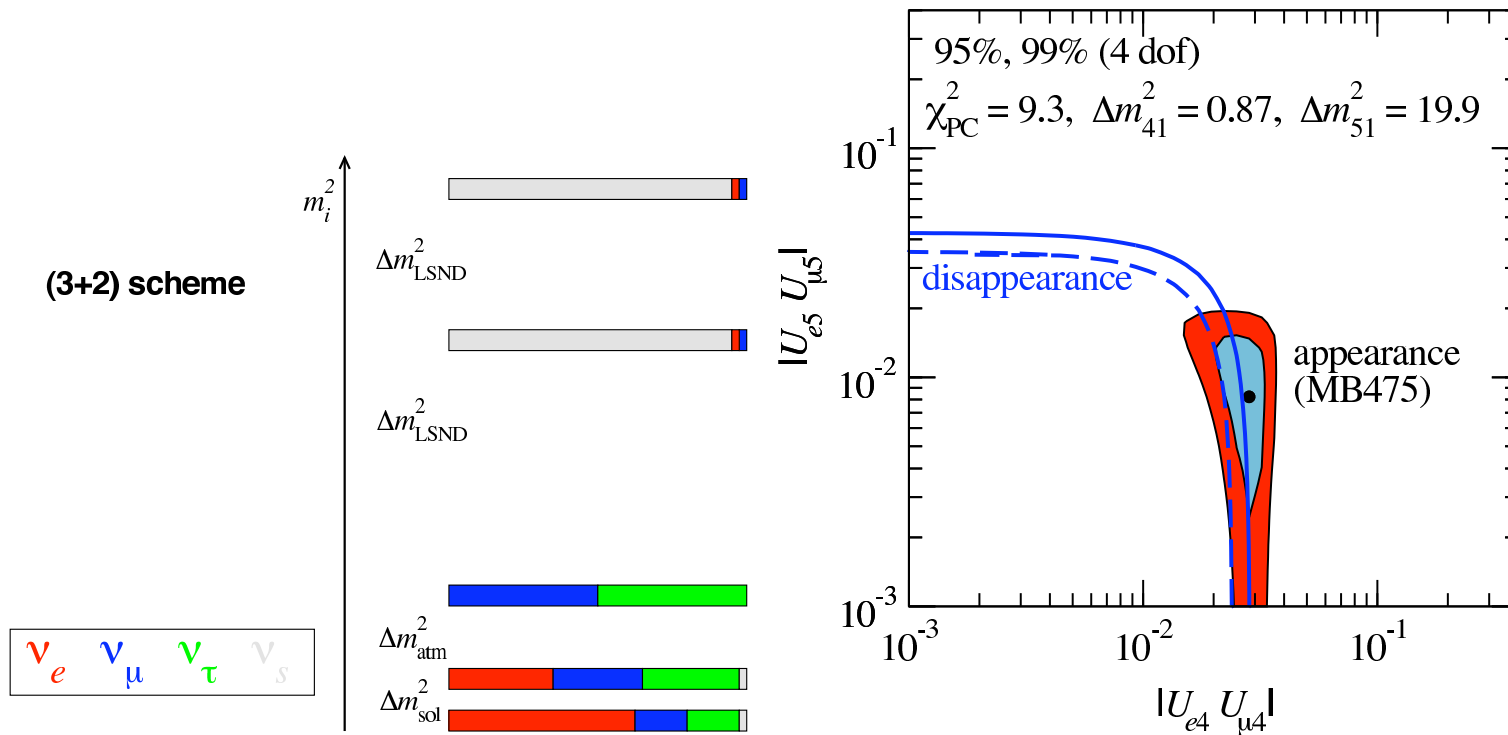 (3+2) scheme
m_i^2
Δm^2_LSND
Δm^2_LSND
Δm^2_atm
Δm^2_sol
ν_e ν_μ ν_τ ν_s
95%, 99% (4 dof)
χ^2_PC = 9.3, Δm^2_41 = 0.87, Δm^2_51 = 19.9
disappearance
appearance
(MB475)
|U_e5 U_μ5|
10^-1
10^-2
10^-3
10^-3 10^-2 10^-1
|U_e4 U_μ4|